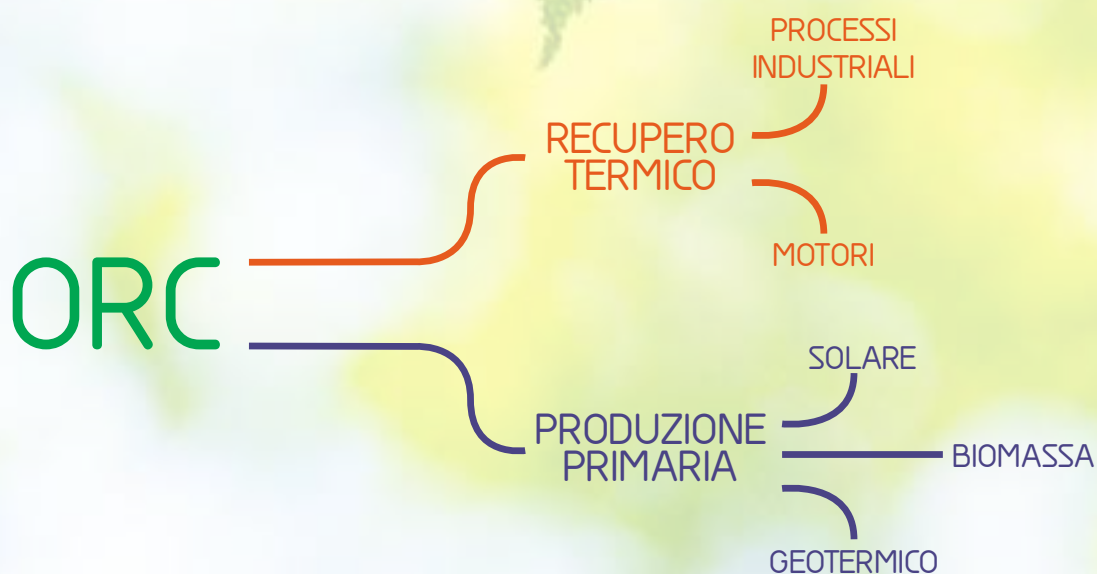 ORC
RECUPERO
TERMICO
PROCESSI
INDUSTRIALI
MOTORI
PRODUZIONE
PRIMARIA
SOLARE
BIOMASSA
GEOTERMICO